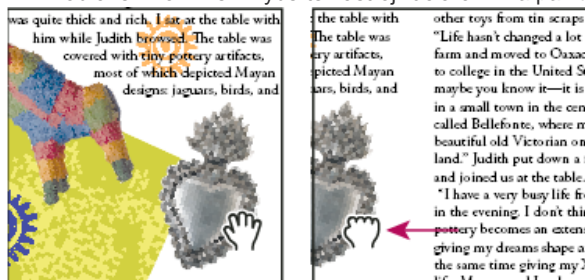 was quite thick and rich. I sat at the table with
him while Judith browsed. The table was
covered with tiny pottery artifacts,
most of which depicted Mayan
designs: jaguars, birds, and
the table with
The table was
ery artifacts,
picted Mayan
ars, birds, and
other toys from tin scraps
"Life hasn't changed a lot
farm and moved to Oaxac
to college in the United St
maybe you know it—it is
in a small town in the cen
called Bellefonte, where m
beautiful old Victorian on
land." Judith put down a
and joined us at the table.
"I have a very busy life fr
in the evening. I don't thin
pottery becomes an extens
giving my dreams shape a
the same time giving my